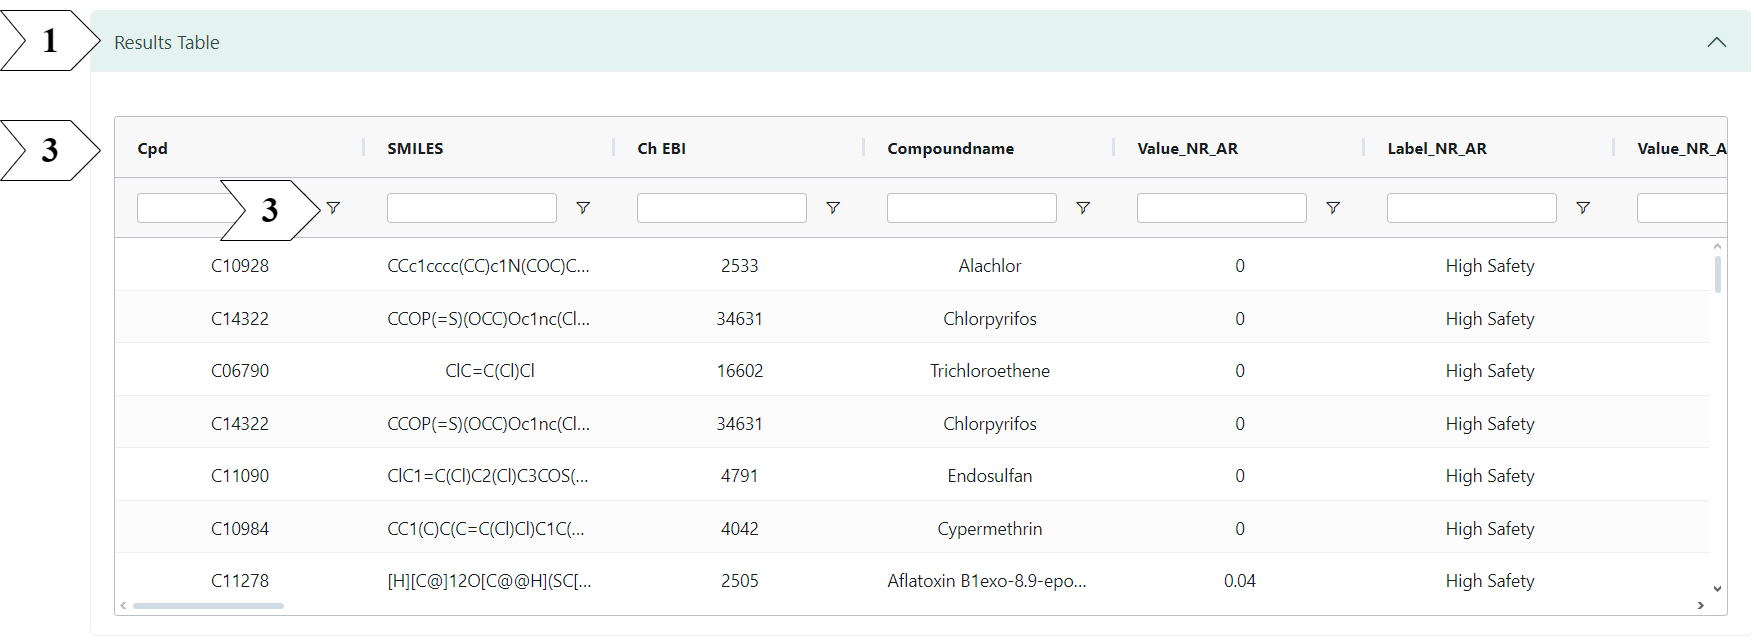 1 Results Table
3 Cpd SMILES Ch EBI Compoundname Value_NR_AR Label_NR_AR Value_NR_A
3
C10928 CCc1cccc(CC)c1N(COC)C... 2533 Alachlor 0 High Safety
C14322 CCOP(=S)(OCC)Oc1nc(Cl... 34631 Chlorpyrifos 0 High Safety
C06790 ClC=C(Cl)Cl 16602 Trichloroethene 0 High Safety
C14322 CCOP(=S)(OCC)Oc1nc(Cl... 34631 Chlorpyrifos 0 High Safety
C11090 ClC1=C(Cl)C2(Cl)C3COS(... 4791 Endosulfan 0 High Safety
C10984 CC1(C)C(C=C(Cl)Cl)C1C(... 4042 Cypermethrin 0 High Safety
C11278 [H][C@]12O[C@@H](SC[... 2505 Aflatoxin B1exo-8.9-epo... 0.04 High Safety